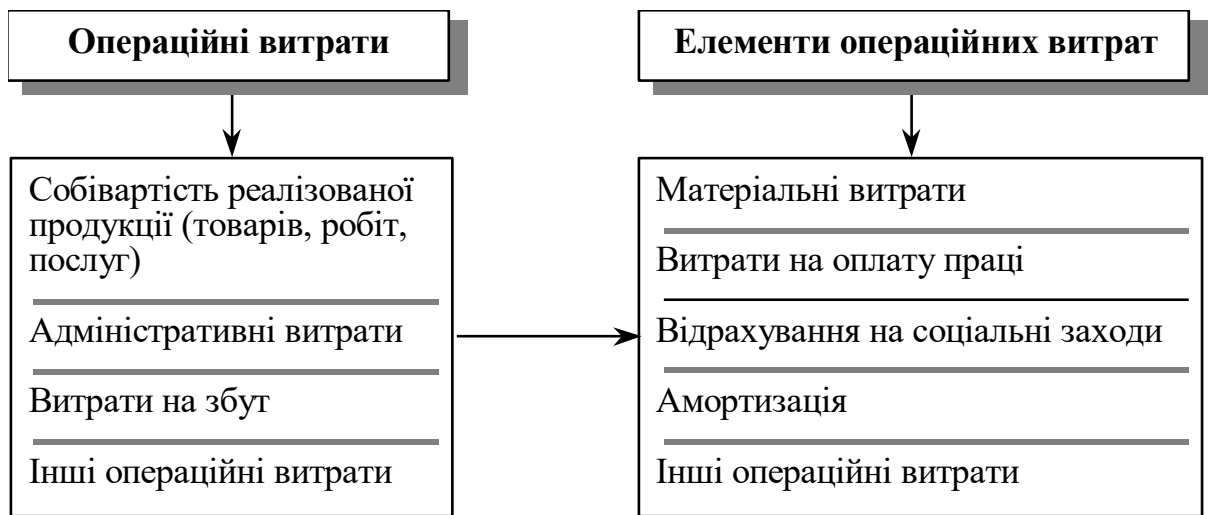 Операційні витрати
Собівартість реалізованої
продукції (товарів, робіт,
послуг)
Адміністративні витрати
Витрати на збут
Інші операційні витрати
Елементи операційних витрат
Матеріальні витрати
Витрати на оплату праці
Відрахування на соціальні заходи
Амортизація
Інші операційні витрати